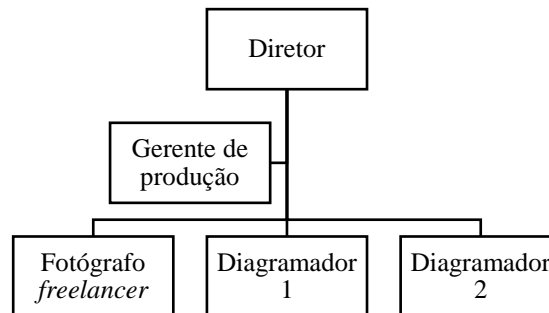 Diretor
Gerente de
produção
Fotógrafo
freelancer
Diagramador
1
Diagramador
2